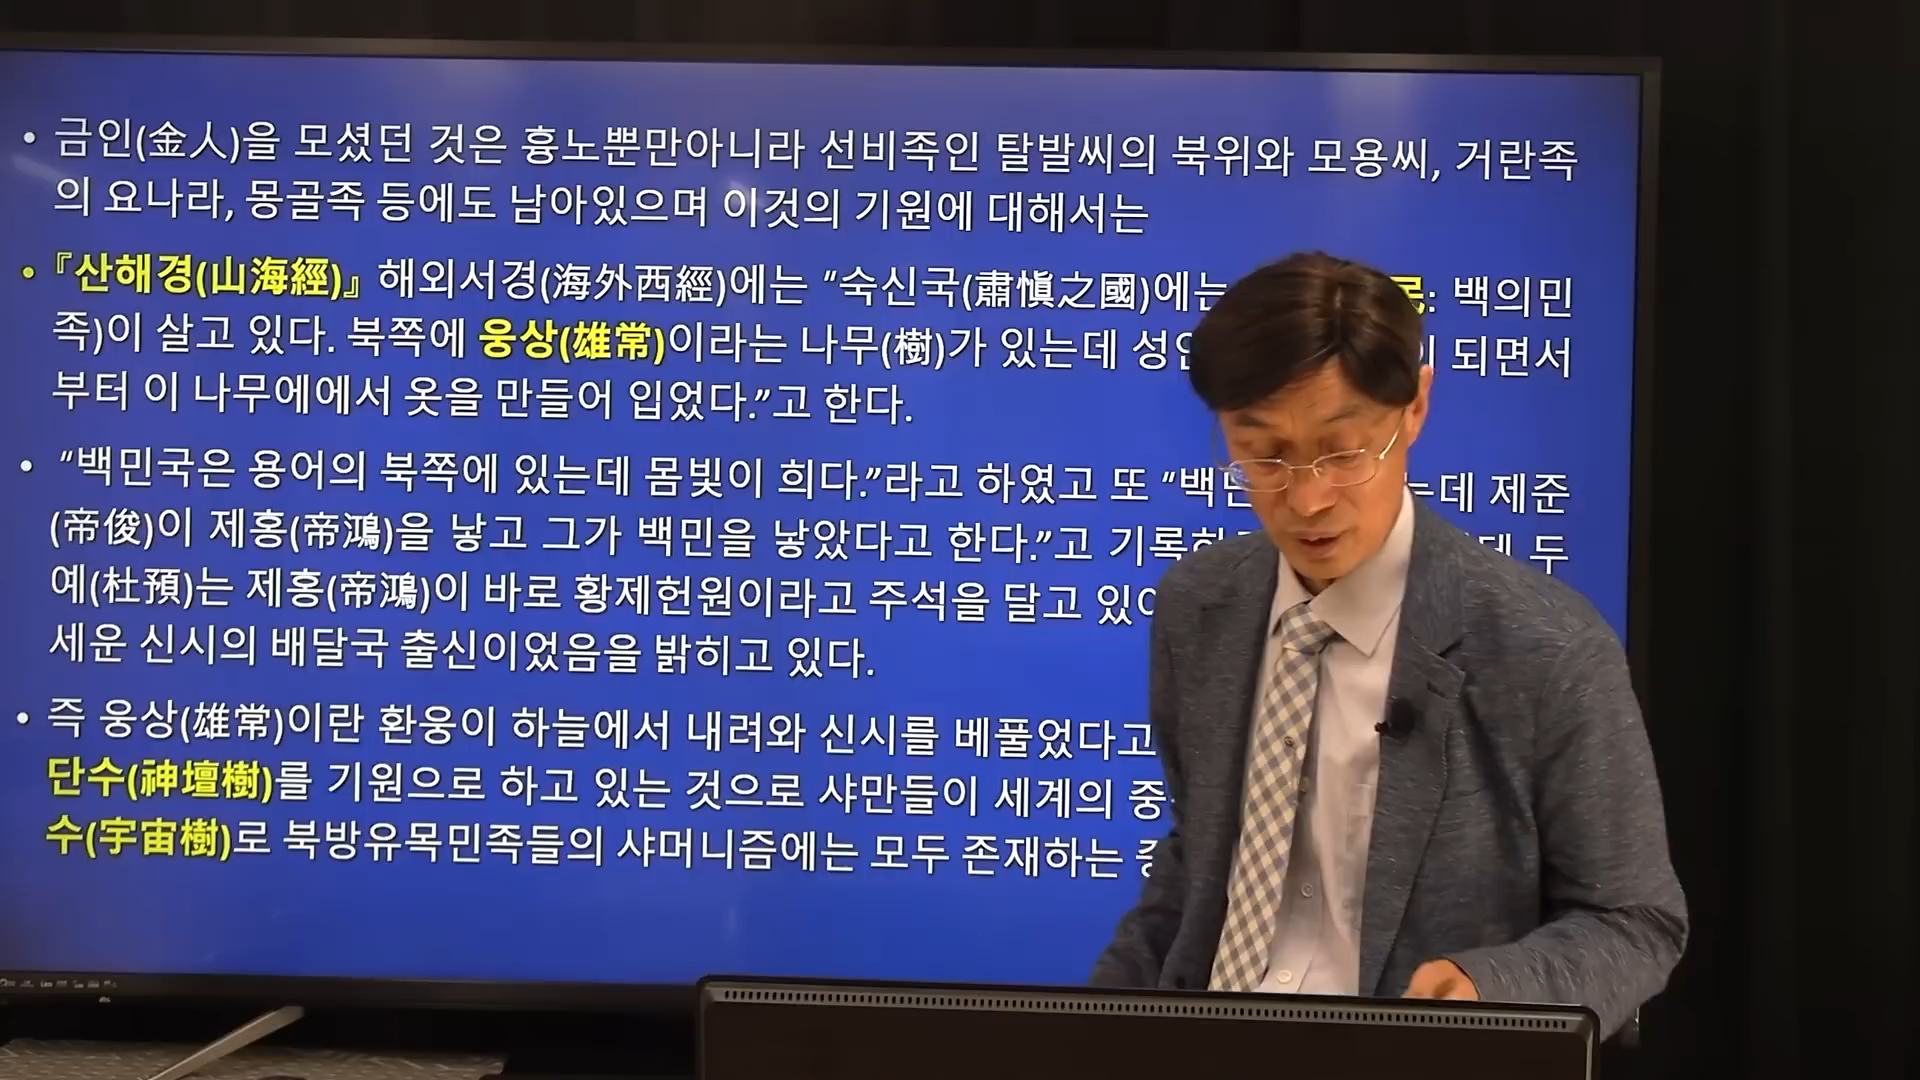 • 금인(金人)을 모셨던 것은 흉노뿐만아니라 선비족인 탈발씨의 북위와 모용씨, 거란족
의 요나라, 몽골족 등에도 남아있으며 이것의 기원에 대해서는
• 『산해경(山海經)』 해외서경(海外西經)에는 “숙신국(肅愼之國)에는 民: 백의민
족)이 살고 있다. 북쪽에 웅상(雄常)이라는 나무(樹)가 있는데 되면서
부터 이 나무에에서 옷을 만들어 입었다.”고 한다.
• “백민국은 용어의 북쪽에 있는데 몸빛이 희다.”라고 하였고 또 제준
(帝俊)이 제홍(帝鴻)을 낳고 그가 백민을 낳았다고 한다.”고 두
예(杜預)는 제홍(帝鴻)이 바로 황제헌원이라고 주석을 달고
세운 신시의 배달국 출신이었음을 밝히고 있다.
• 즉 웅상(雄常)이란 환웅이 하늘에서 내려와 신시를 베풀었다고
단수(神壇樹)를 기원으로 하고 있는 것으로 샤만들이 세계의
수(宇宙樹)로 북방유목민족들의 샤머니즘에는 모두 존재하는